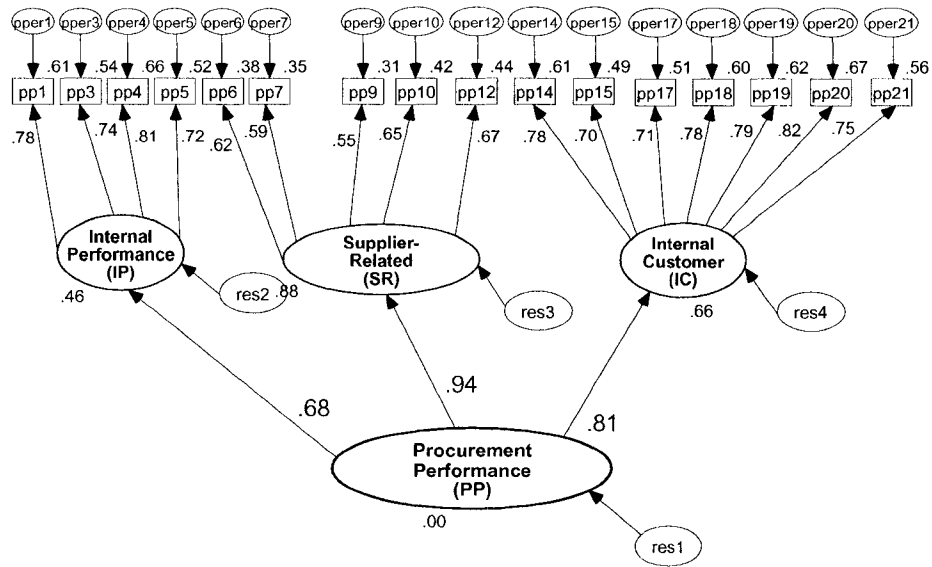 pper1 pper3 pper4 pper5 pper6 pper7 pper9 pper10 pper12 pper14 pper15 pper17 pper18 pper19 pper20 pper21
.61 .54 .66 .52 .38 .35 .31 .42 .44 .61 .49 .51 .60 .62 .67 .56
pp1 pp3 pp4 pp5 pp6 pp7 pp9 pp10 pp12 pp14 pp15 pp17 pp18 pp19 pp20 pp21
.78 .74 .81 .72 .62 .59 .55 .65 .67 .78 .70 .71 .78 .79 .82 .75
Internal
Performance
(IP)
.46
res2
.88
Supplier-
Related
(SR)
res3
Internal
Customer
(IC)
.66
res4
.68
.94
.81
Procurement
Performance
(PP)
.00
res1